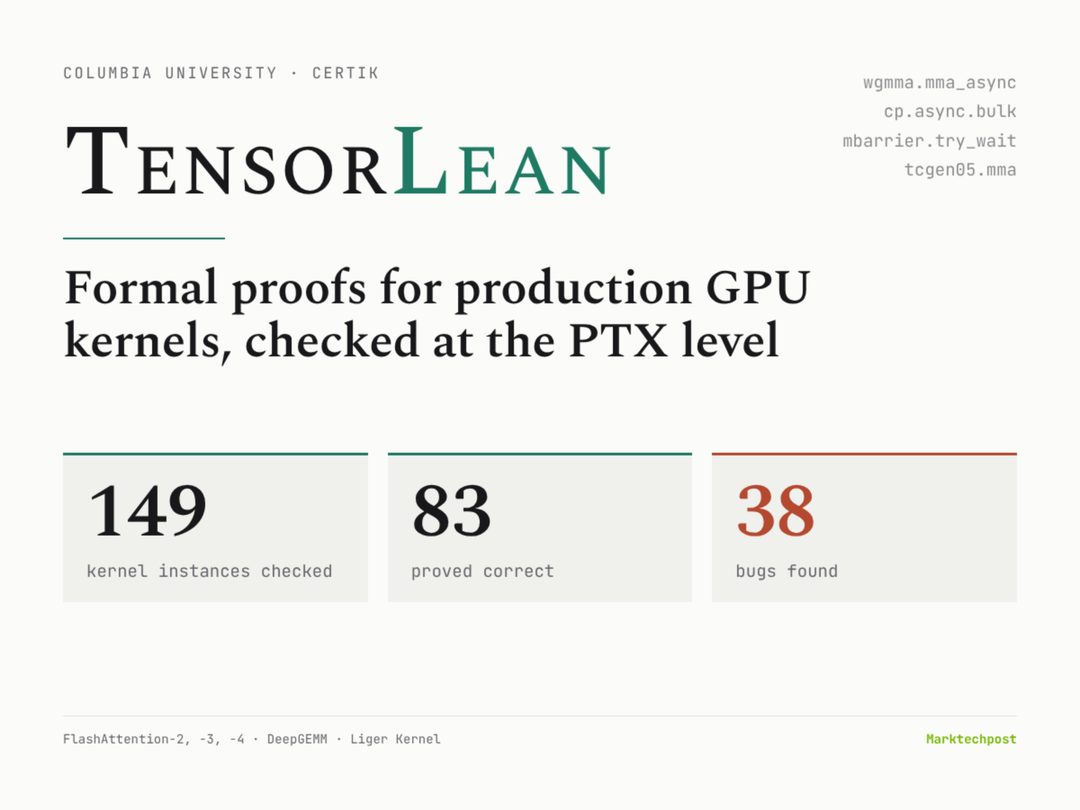 COLUMBIA UNIVERSITY · CERTIK
wgmma.mma_async
cp.async.bulk
mbarrier.try_wait
tcgen05.mma
TENSORLEAN
Formal proofs for production GPU
kernels, checked at the PTX level
149
kernel instances checked
83
proved correct
38
bugs found
FlashAttention-2, -3, -4 · DeepGEMM · Liger Kernel
Marktechpost